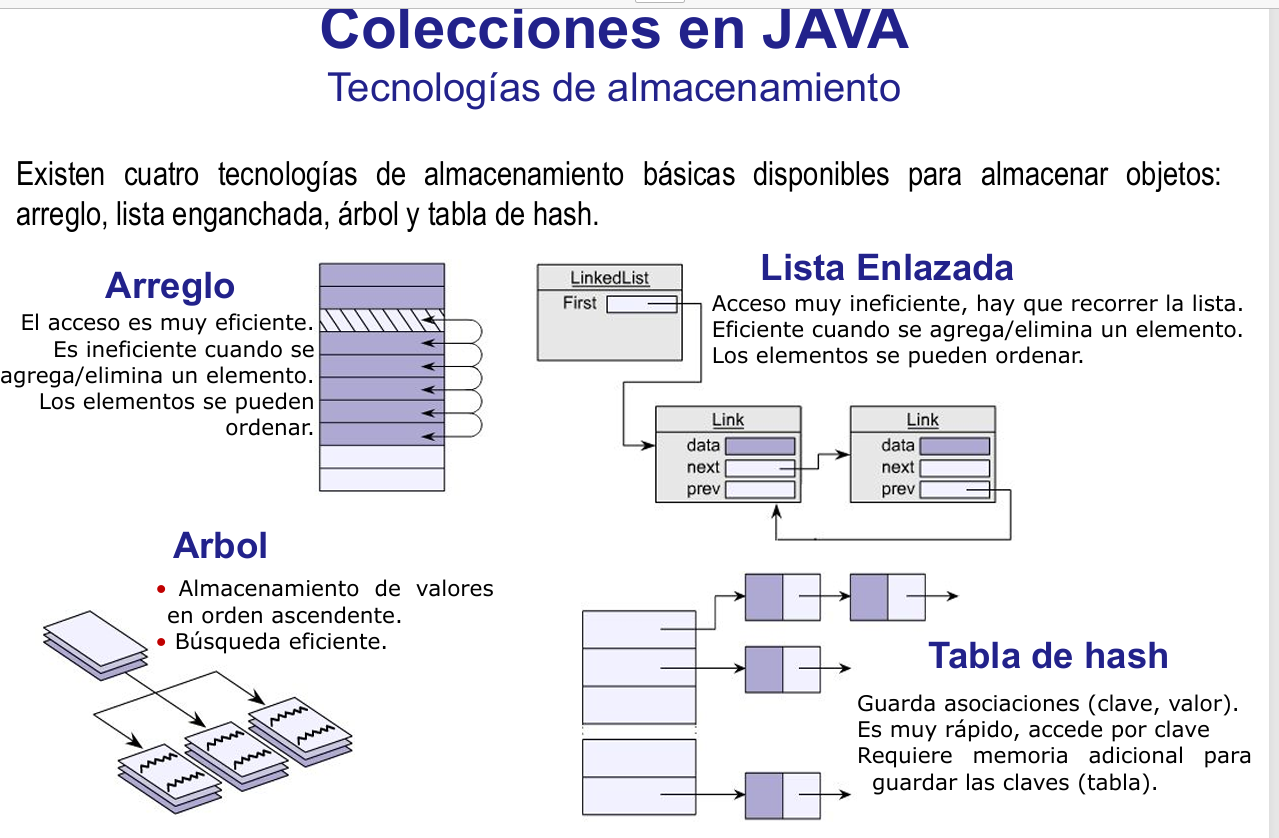 Colecciones en JAVA
Tecnologías de almacenamiento
Existen cuatro tecnologías de almacenamiento básicas disponibles para almacenar objetos:
arreglo, lista enganchada, árbol y tabla de hash.
Arreglo
El acceso es muy eficiente.
Es ineficiente cuando se
agrega/elimina un elemento.
Los elementos se pueden
ordenar.
LinkedList
First
Lista Enlazada
Acceso muy ineficiente, hay que recorrer la lista.
Eficiente cuando se agrega/elimina un elemento.
Los elementos se pueden ordenar.
Link
data
next
prev
Link
data
next
prev
Arbol
• Almacenamiento de valores
en orden ascendente.
• Búsqueda eficiente.
Tabla de hash
Guarda asociaciones (clave, valor).
Es muy rápido, accede por clave
Requiere memoria adicional para
guardar las claves (tabla).